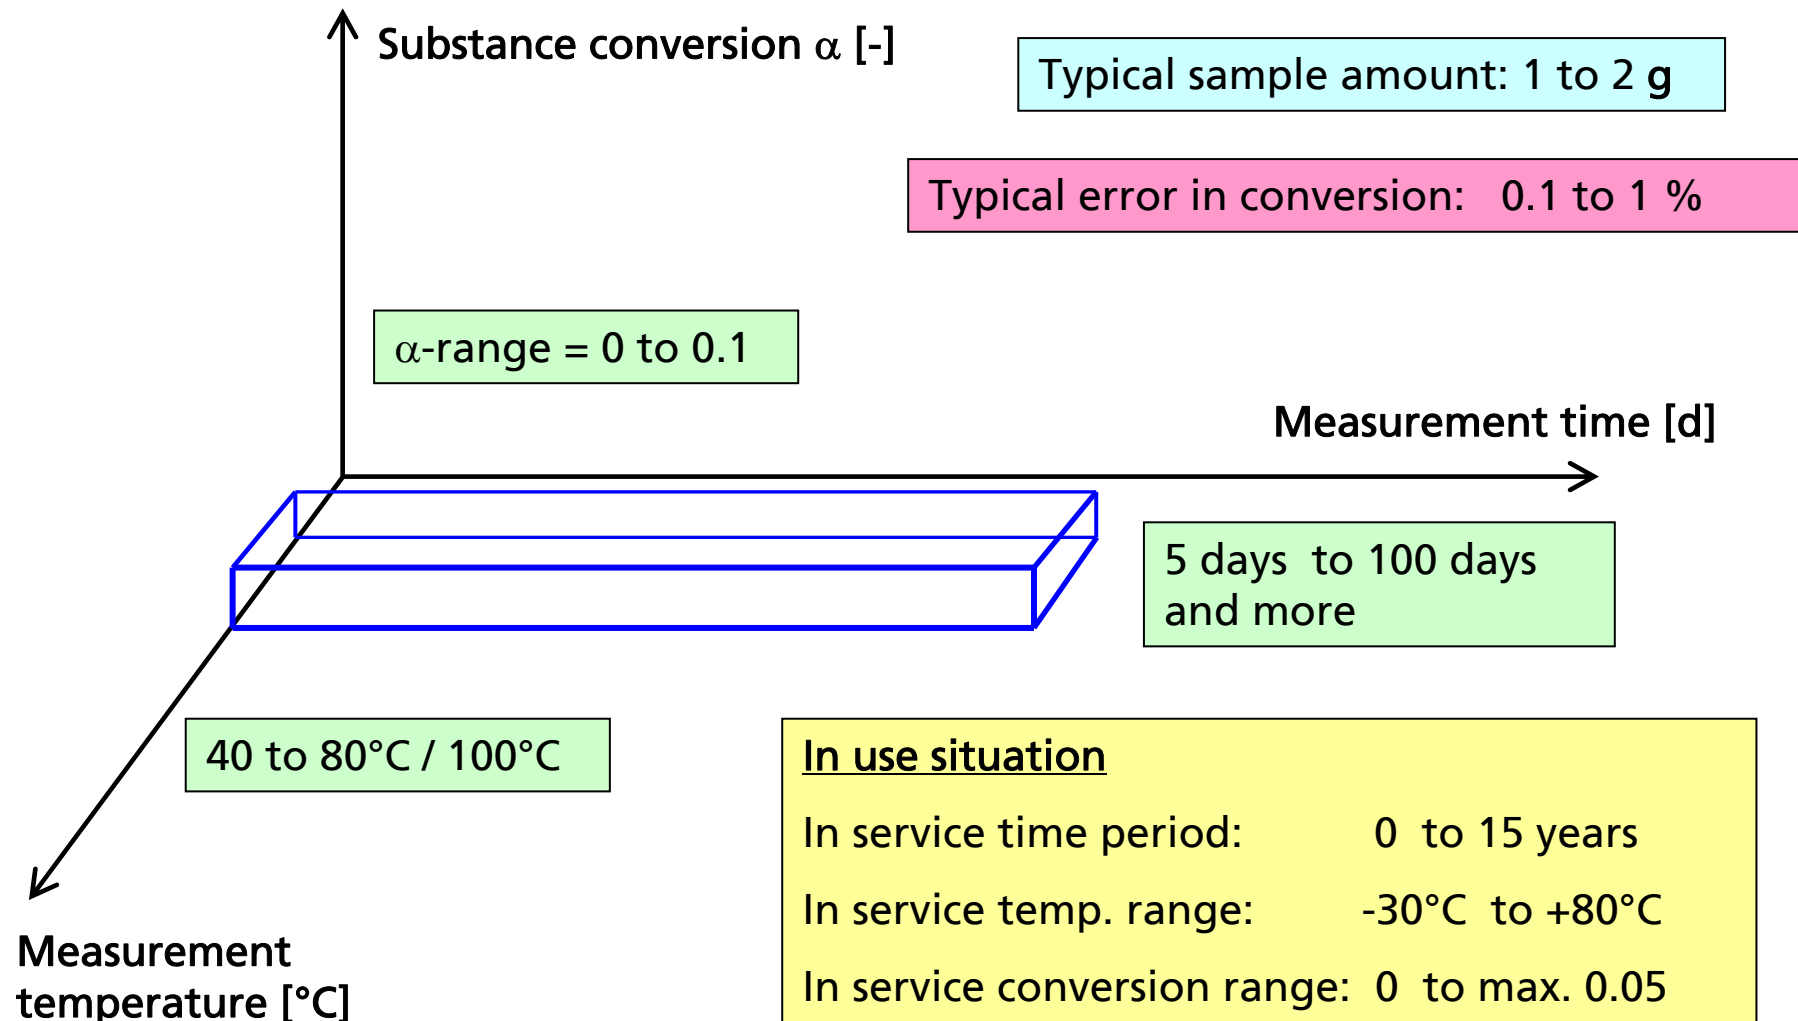 Substance conversion α [-]
Typical sample amount: 1 to 2 g
Typical error in conversion: 0.1 to 1 %
α-range = 0 to 0.1
Measurement time [d]
5 days to 100 days
and more
40 to 80°C / 100°C
In use situation
In service time period: 0 to 15 years
In service temp. range: -30°C to +80°C
In service conversion range: 0 to max. 0.05
Measurement
temperature [°C]